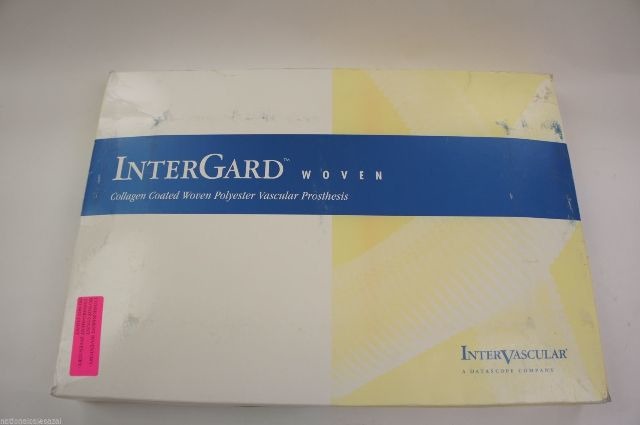 INTERGARD™ WOVEN
Collagen Coated Woven Polyester Vascular Prosthesis
INTERVASCULAR®
A DATASCOPE COMPANY